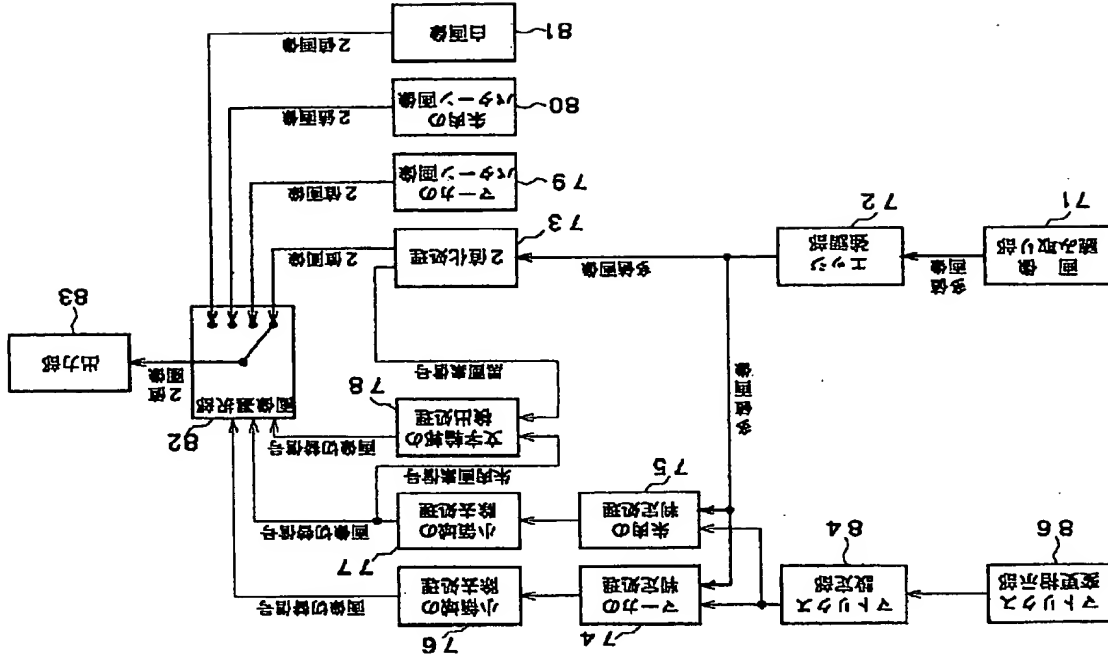 74
76
マトリクス
変更指示部
86
マトリクス
設定部
84
マーカの
判定処理
小領域の
除去処理
画像切替信号
朱肉の
判定処理
75
小領域の
除去処理
77
画像切替信号
朱肉画素信号
多値画像
文字輪郭の
検出処理
78
画像切替信号
黒画素信号
82
画像選択部
2値
画像
出力部
83
画像
読み取り部
71
多値
画像
エッジ
強調部
72
多値画像
2値化処理
73
2値画像
マーカの
パターン画像
79
2値画像
朱肉の
パターン画像
80
2値画像
白画像
81
2値画像